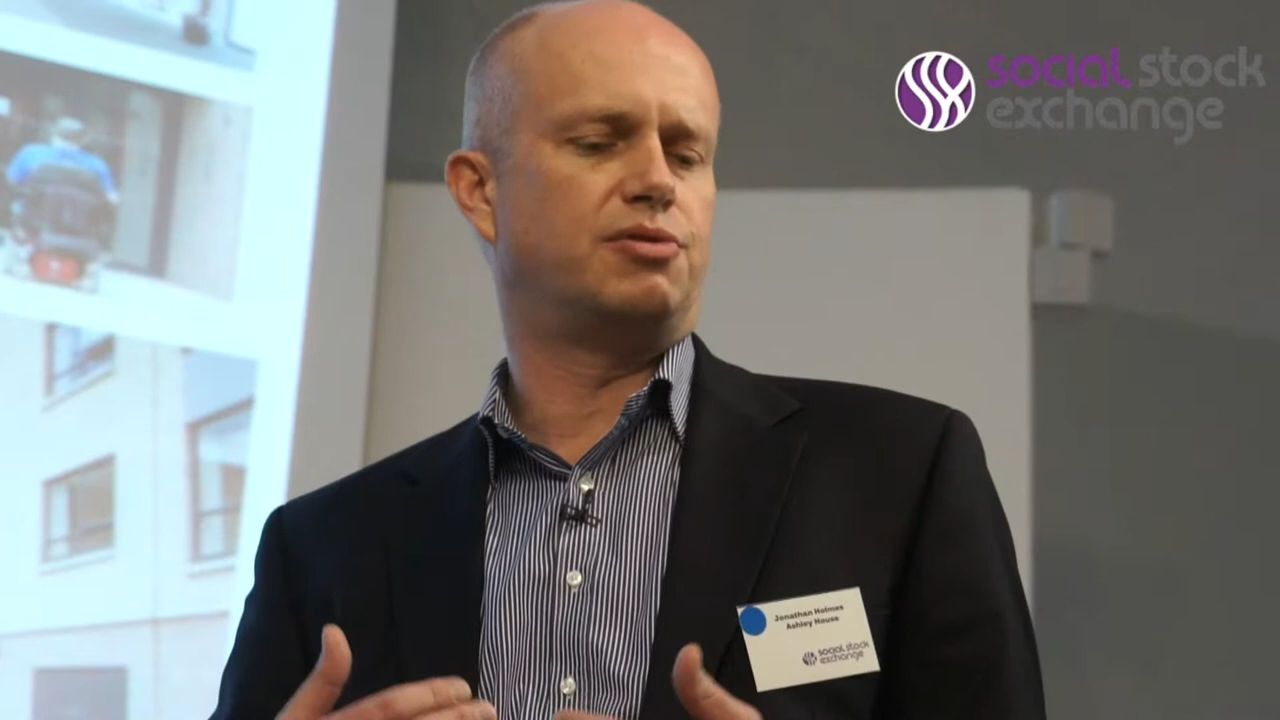 social stock
exchange
Jonathan Holmes
Ashley House
social stock
exchange